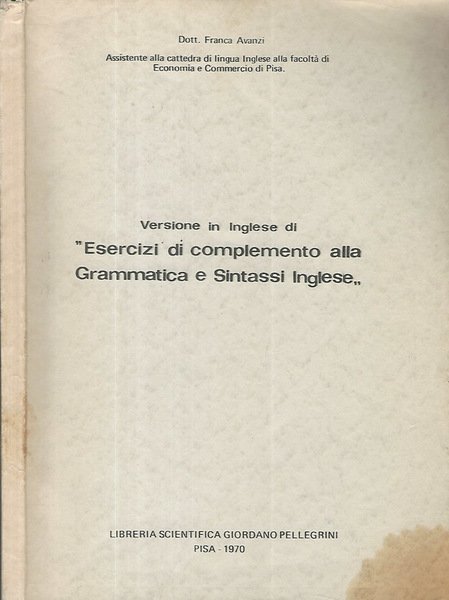 Dott. Franca Avanzi
Assistente alla cattedra di lingua Inglese alla facoltà di
Economia e Commercio di Pisa.
Versione in Inglese di
"Esercizi di complemento alla
Grammatica e Sintassi Inglese„
LIBRERIA SCIENTIFICA GIORDANO PELLEGRINI
PISA - 1970